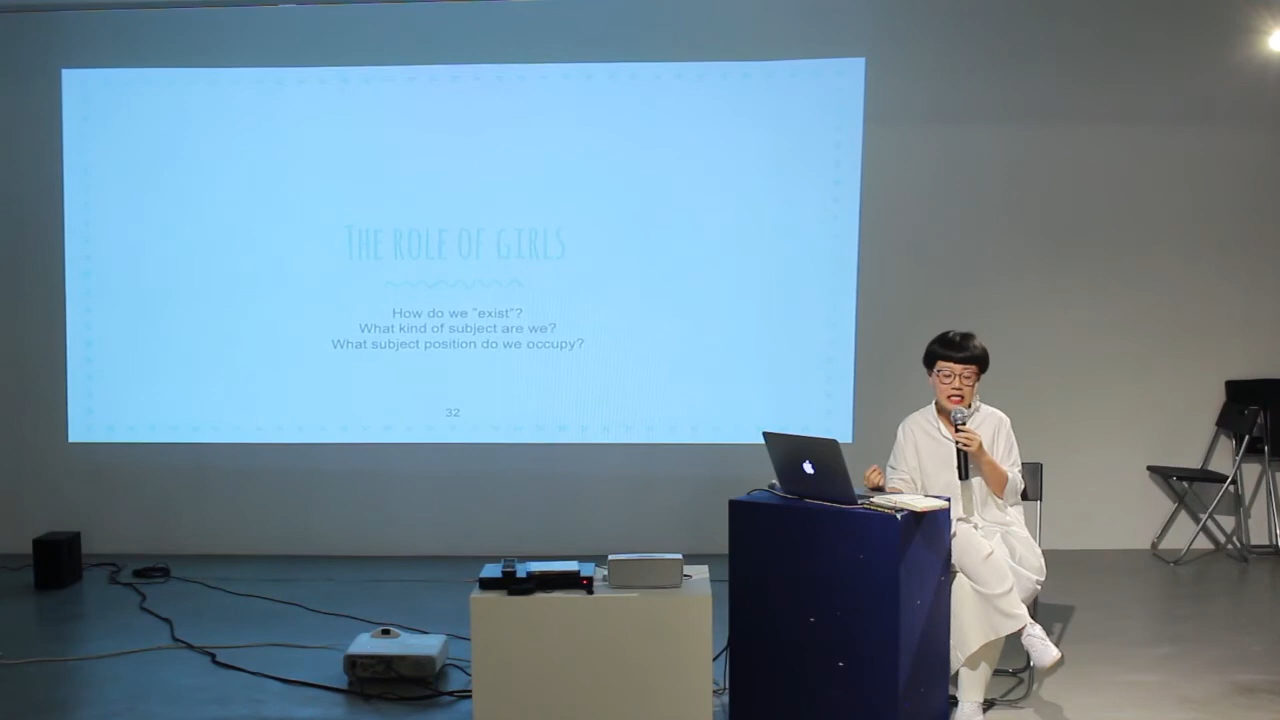 THE ROLE OF GIRLS
How do we "exist"?
What kind of subject are we?
What subject position do we occupy?
32